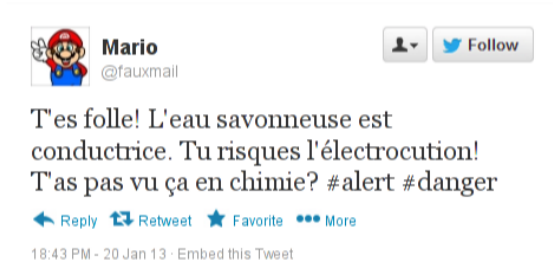 Mario
@fauxmail
Follow
T'es folle! L'eau savonneuse est
conductrice. Tu risques l'électrocution!
T'as pas vu ça en chimie? #alert #danger
Reply Retweet Favorite More
18:43 PM - 20 Jan 13 · Embed this Tweet